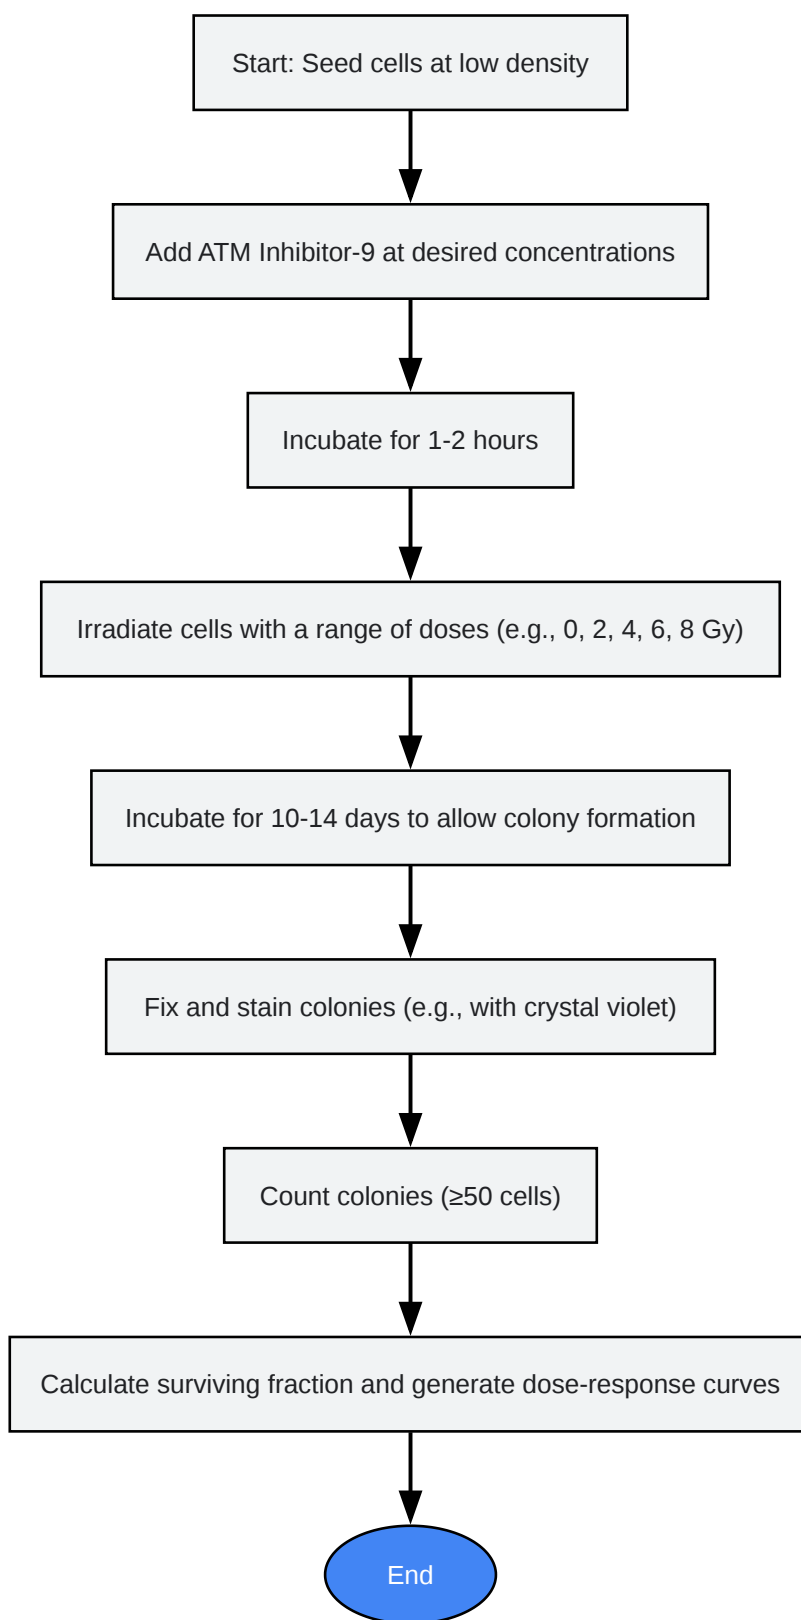 Start: Seed cells at low density
Add ATM Inhibitor-9 at desired concentrations
Incubate for 1-2 hours
Irradiate cells with a range of doses (e.g., 0, 2, 4, 6, 8 Gy)
Incubate for 10-14 days to allow colony formation
Fix and stain colonies (e.g., with crystal violet)
Count colonies (≥50 cells)
Calculate surviving fraction and generate dose-response curves
End